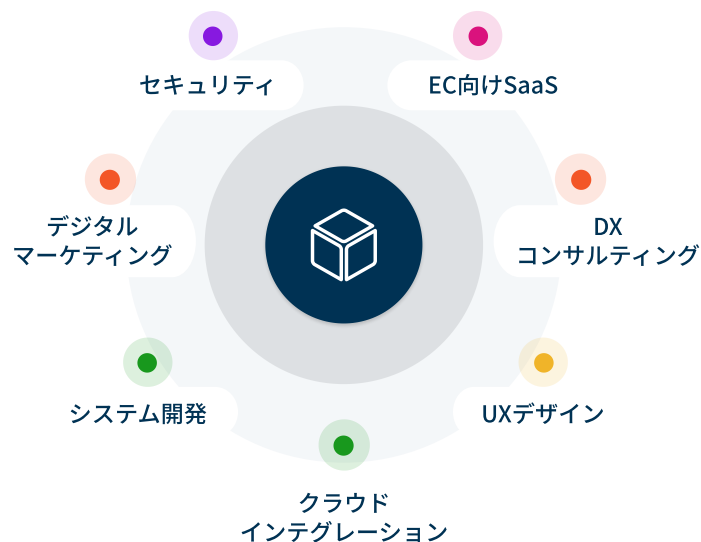 セキュリティ
EC向けSaaS
デジタル
マーケティング
DX
コンサルティング
システム開発
UXデザイン
クラウド
インテグレーション